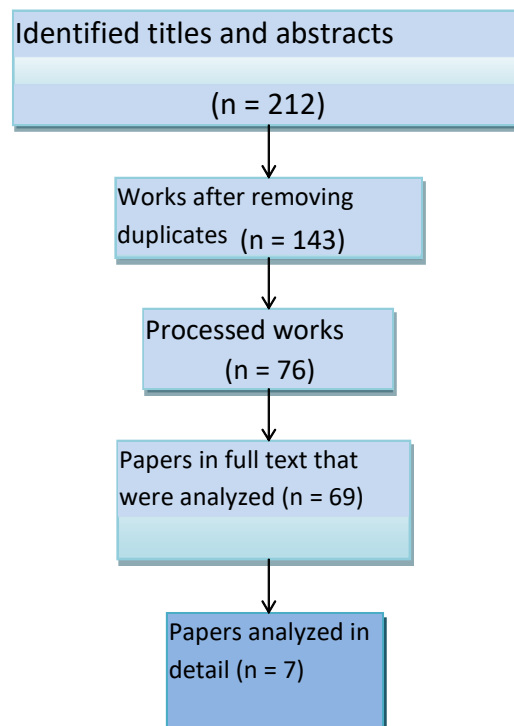 Identified titles and abstracts
(n = 212)
Works after removing
duplicates (n = 143)
Processed works
(n = 76)
Papers in full text that
were analyzed (n = 69)
Papers analyzed in
detail (n = 7)